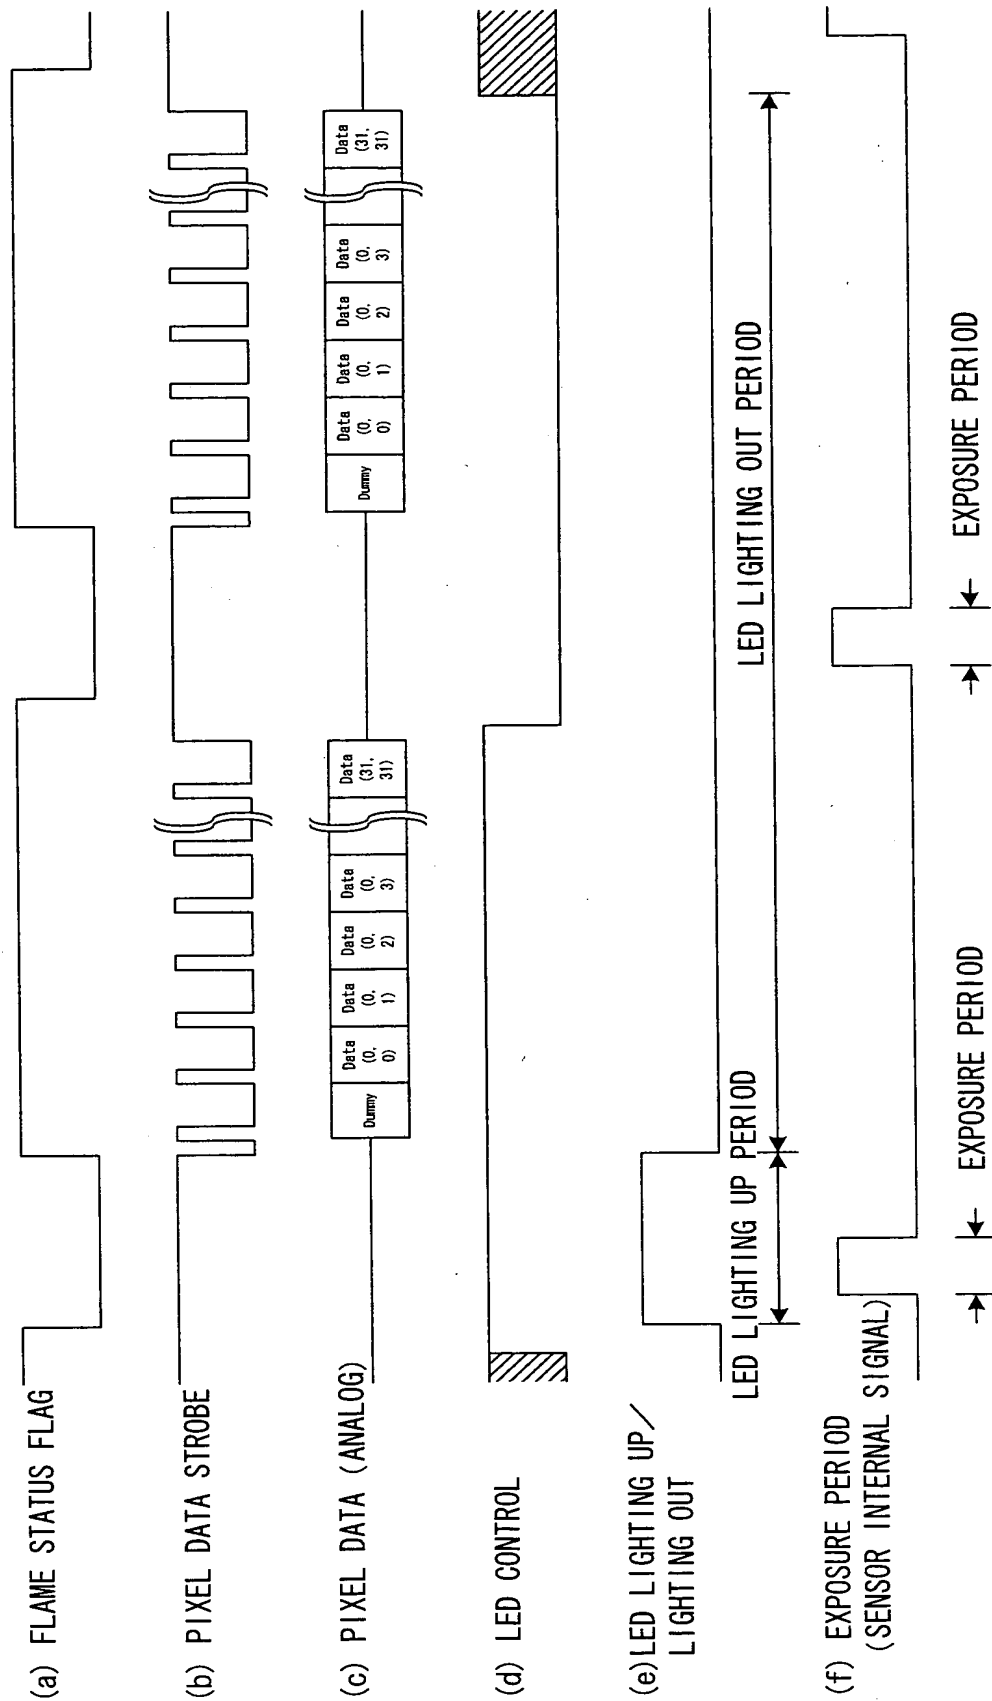 (a) FLAME STATUS FLAG
(b) PIXEL DATA STROBE
(c) PIXEL DATA (ANALOG)
Dummy
Data
(0,
0)
Data
(0,
1)
Data
(0,
2)
Data
(0,
3)
Data
(31,
31)
Dummy
Data
(0,
0)
Data
(0,
1)
Data
(0,
2)
Data
(0,
3)
Data
(31,
31)
(d) LED CONTROL
(e)LED LIGHTING UP/
LIGHTING OUT
LED LIGHTING UP PERIOD
LED LIGHTING OUT PERIOD
(f) EXPOSURE PERIOD
(SENSOR INTERNAL SIGNAL)
EXPOSURE PERIOD
EXPOSURE PERIOD